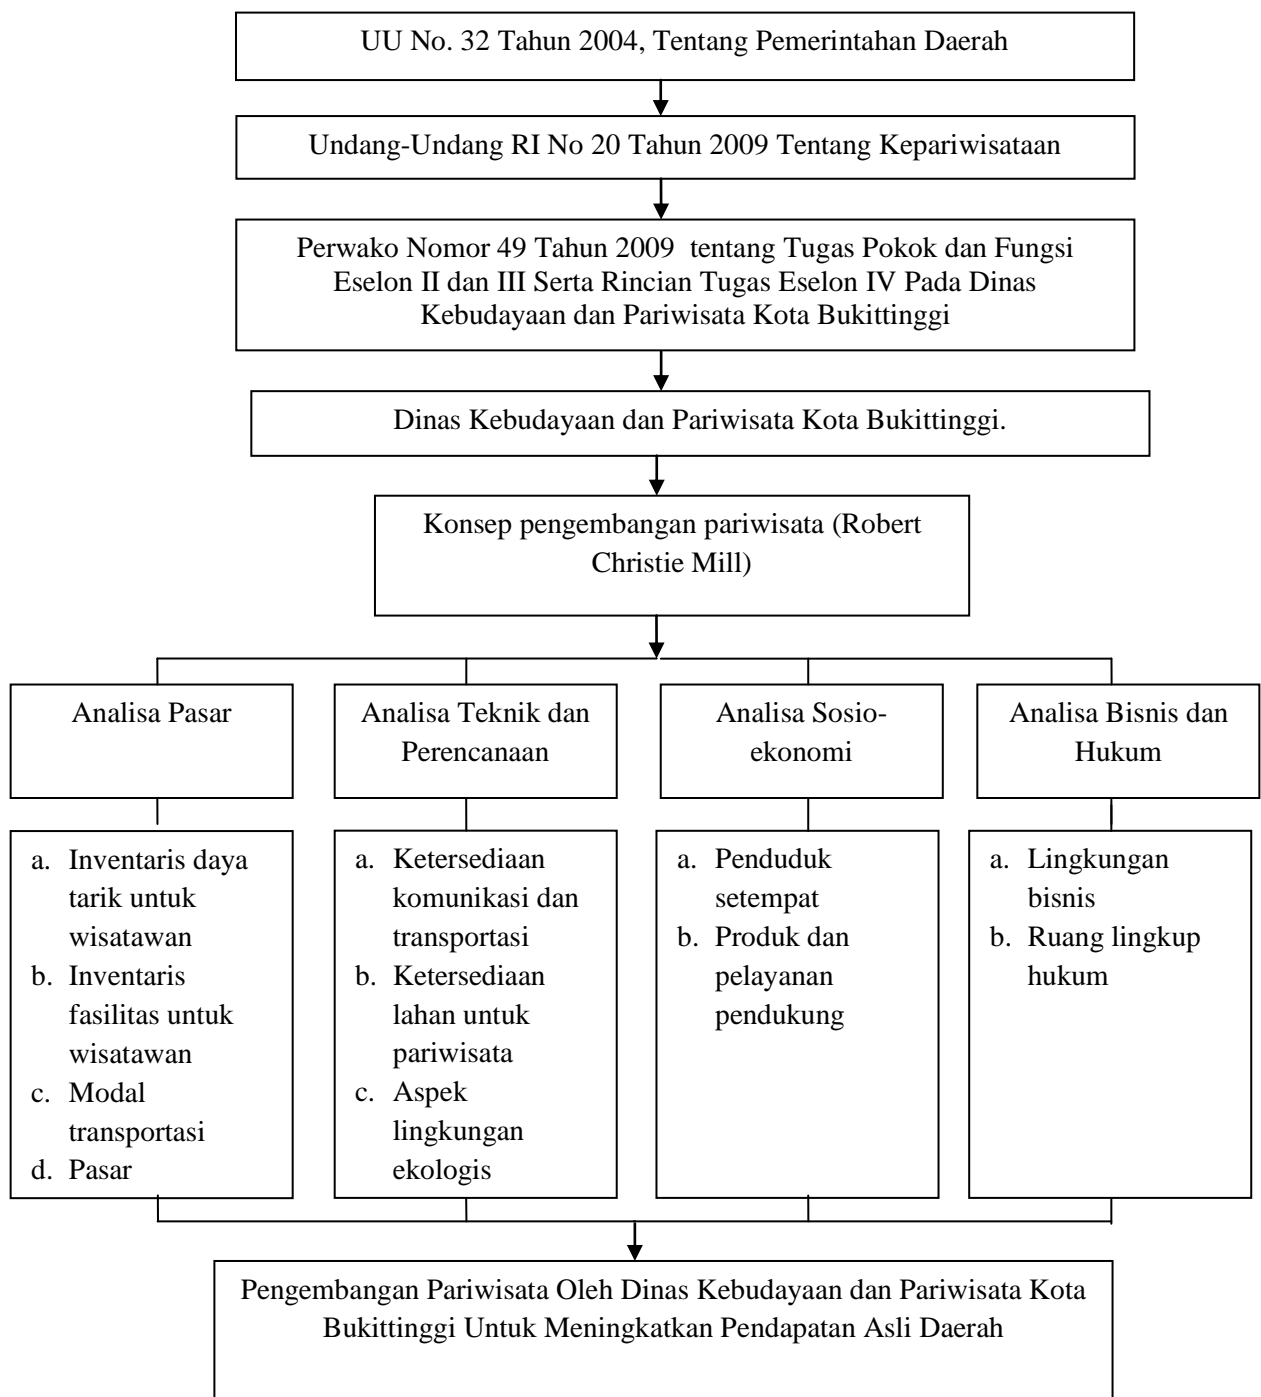 UU No. 32 Tahun 2004, Tentang Pemerintahan Daerah
Undang-Undang RI No 20 Tahun 2009 Tentang Kepariwisataan
Perwako Nomor 49 Tahun 2009 tentang Tugas Pokok dan Fungsi
Eselon II dan III Serta Rincian Tugas Eselon IV Pada Dinas
Kebudayaan dan Pariwisata Kota Bukittinggi
Dinas Kebudayaan dan Pariwisata Kota Bukittinggi.
Konsep pengembangan pariwisata (Robert
Christie Mill)
Analisa Pasar
Analisa Teknik dan
Perencanaan
Analisa Sosio-
ekonomi
Analisa Bisnis dan
Hukum
a. Inventaris daya
tarik untuk
wisatawan
b. Inventaris
fasilitas untuk
wisatawan
c. Modal
transportasi
d. Pasar
a. Ketersediaan
komunikasi dan
transportasi
b. Ketersediaan
lahan untuk
pariwisata
c. Aspek
lingkungan
ekologis
a. Penduduk
setempat
b. Produk dan
pelayanan
pendukung
a. Lingkungan
bisnis
b. Ruang lingkup
hukum
Pengembangan Pariwisata Oleh Dinas Kebudayaan dan Pariwisata Kota
Bukittinggi Untuk Meningkatkan Pendapatan Asli Daerah